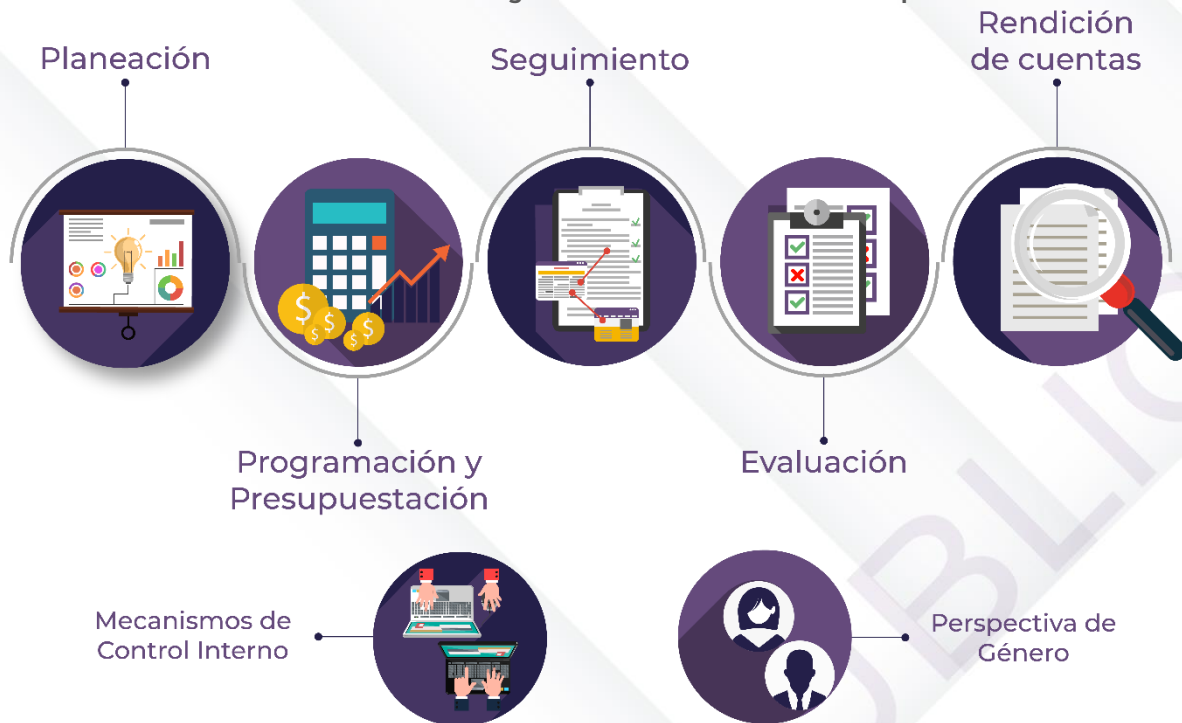 Rendición
de cuentas
Planeación
Seguimiento
Programación y
Presupuestación
Evaluación
Mecanismos de
Control Interno
Perspectiva de
Género